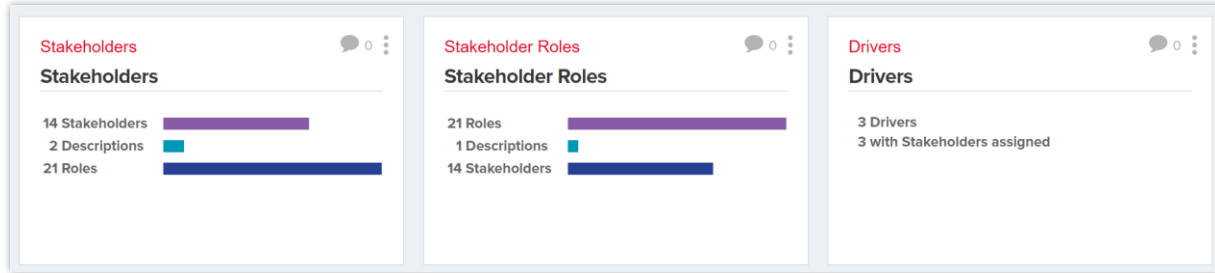 Stakeholders
0
Stakeholders
14 Stakeholders
2 Descriptions
21 Roles
Stakeholder Roles
0
Stakeholder Roles
21 Roles
1 Descriptions
14 Stakeholders
Drivers
0
Drivers
3 Drivers
3 with Stakeholders assigned